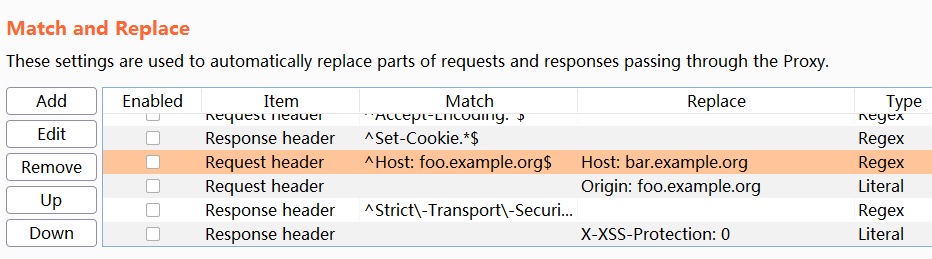 Match and Replace
These settings are used to automatically replace parts of requests and responses passing through the Proxy.
Add
Edit
Remove
Up
Down
Enabled Item Match Replace Type
Request header ^Accept-Encoding.*$ Regex
Response header ^Set-Cookie.*$ Regex
Request header ^Host: foo.example.org$ Host: bar.example.org Regex
Request header Origin: foo.example.org Literal
Response header ^Strict\-Transport\-Securi... Regex
Response header X-XSS-Protection: 0 Literal